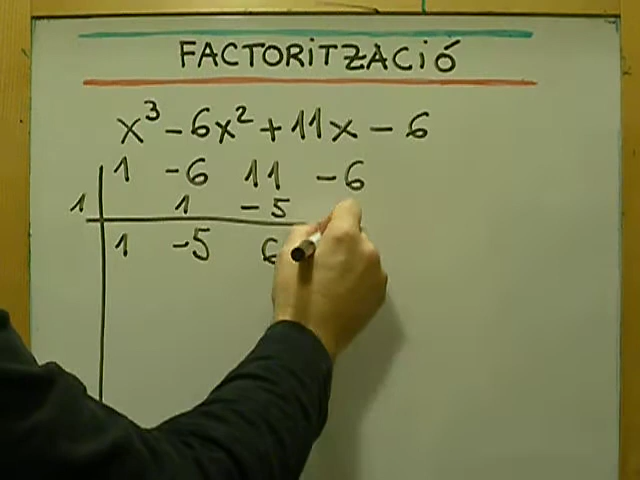 FACTORITZACIÓ
x³ - 6x² + 11x - 6
1 -6 11 -6
1 1 -5
1 -5 6